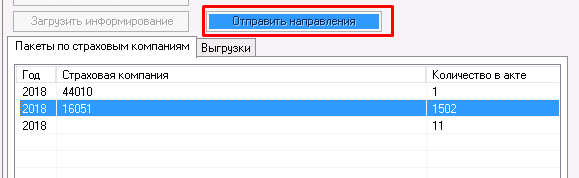 Загрузить информирование Отправить направления
Пакеты по страховым компаниям Выгрузки
Год Страховая компания Количество в акте
2018 44010 1
2018 16051 1502
2018 11